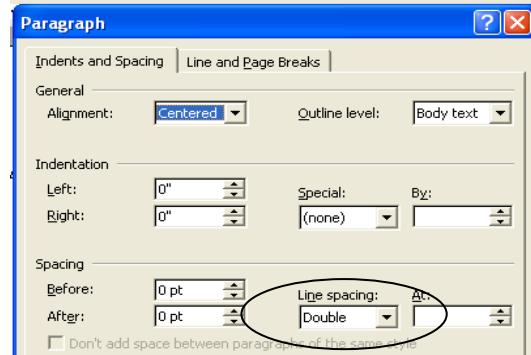 Paragraph
Indents and Spacing Line and Page Breaks
General
Alignment: Centered Outline level: Body text
Indentation
Left: 0" Special: By:
Right: 0" (none)
Spacing
Before: 0 pt Line spacing: At:
After: 0 pt Double
Don't add space between paragraphs of the same style